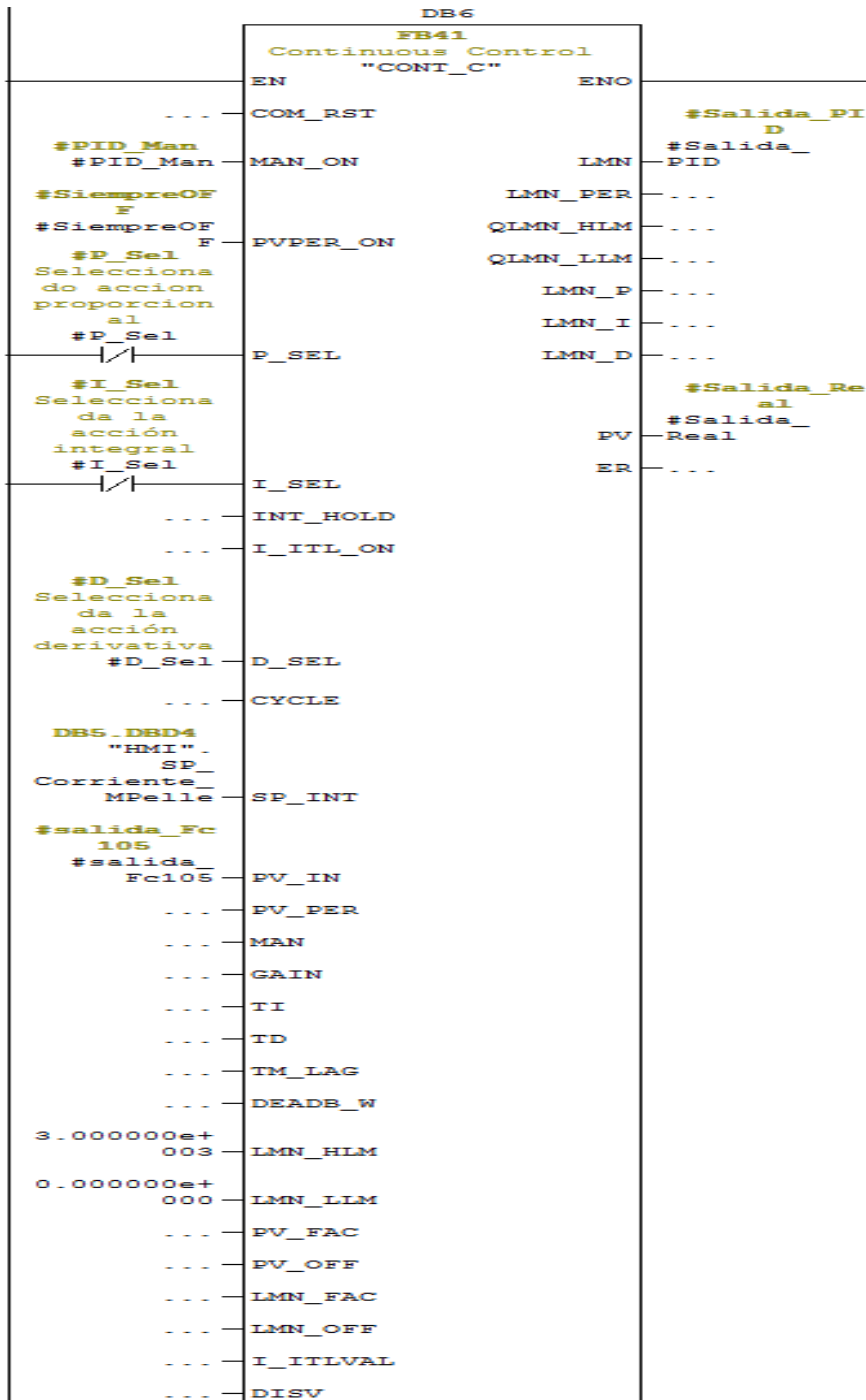 DB6
FB41
Continuous Control
"CONT_C"
EN ENO
... COM_RST
#Salida_PI
D
#PID_Man
#Salida_
#PID_Man MAN_ON LMN PID
#SiempreOF
F
LMN_PER ...
#SiempreOF
QLMN_HLM ...
F PVPER_ON
#P_Sel
QLMN_LLM ...
Selecciona
do accion
LMN_P ...
proporcion
al
LMN_I ...
#P_Sel
P_SEL LMN_D ...
#I_Sel
#Salida_Re
Selecciona
al
da la
#Salida_
acción
PV Real
integral
#I_Sel
ER ...
I_SEL
... INT_HOLD
... I_ITL_ON
#D_Sel
Selecciona
da la
acción
derivativa
#D_Sel D_SEL
... CYCLE
DB5.DBD4
"HMI".
SP_
Corriente_
MPelle SP_INT
#salida_Fc
105
#salida_
Fc105 PV_IN
... PV_PER
... MAN
... GAIN
... TI
... TD
... TM_LAG
... DEADB_W
3.000000e+
003 LMN_HLM
0.000000e+
000 LMN_LLM
... PV_FAC
... PV_OFF
... LMN_FAC
... LMN_OFF
... I_ITLVAL
... DISV